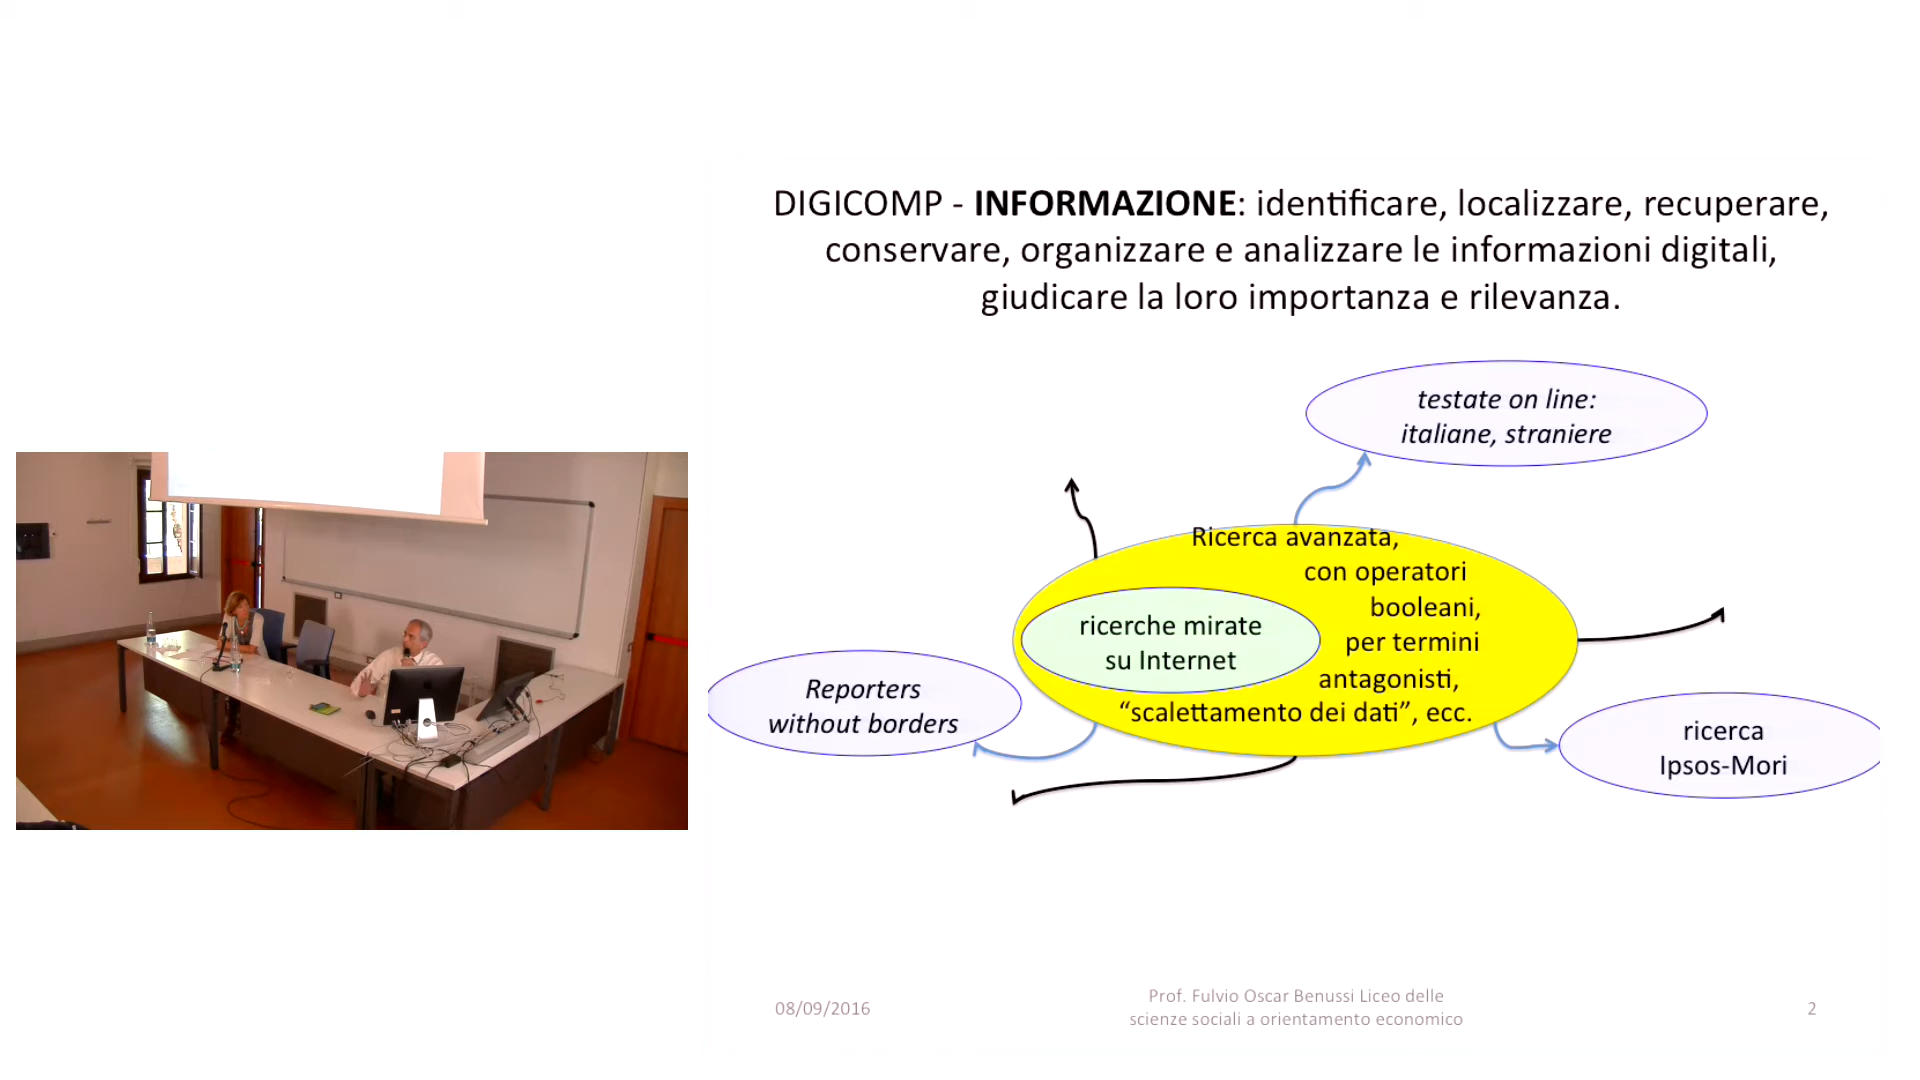 DIGICOMP - INFORMAZIONE: identificare, localizzare, recuperare,
conservare, organizzare e analizzare le informazioni digitali,
giudicare la loro importanza e rilevanza.
testate on line:
italiane, straniere
Ricerca avanzata,
con operatori
booleani,
per termini
antagonisti,
“scalettamento dei dati”, ecc.
ricerche mirate
su Internet
Reporters
without borders
ricerca
Ipsos-Mori
08/09/2016
Prof. Fulvio Oscar Benussi Liceo delle
scienze sociali a orientamento economico
2